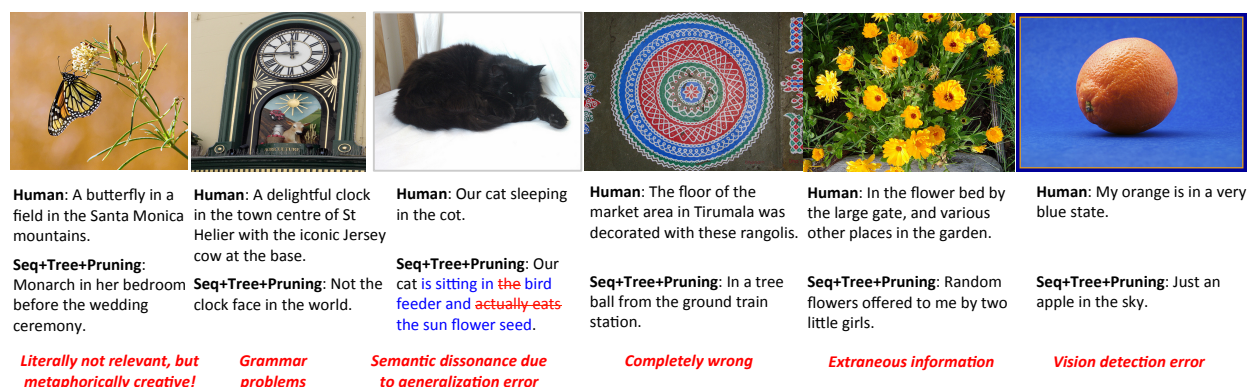 Human: A butterfly in a
field in the Santa Monica
mountains.
Seq+Tree+Pruning:
Monarch in her bedroom
before the wedding
ceremony.
Literally not relevant, but
metaphorically creative!
Human: A delightful clock
in the town centre of St
Helier with the iconic Jersey
cow at the base.
Seq+Tree+Pruning: Not the
clock face in the world.
Grammar
problems
Human: Our cat sleeping
in the cot.
Seq+Tree+Pruning: Our
cat is sitting in the bird
feeder and actually eats
the sun flower seed.
Semantic dissonance due
to generalization error
Human: The floor of the
market area in Tirumala was
decorated with these rangolis.
Seq+Tree+Pruning: In a tree
ball from the ground train
station.
Completely wrong
Human: In the flower bed by
the large gate, and various
other places in the garden.
Seq+Tree+Pruning: Random
flowers offered to me by two
little girls.
Extraneous information
Human: My orange is in a very
blue state.
Seq+Tree+Pruning: Just an
apple in the sky.
Vision detection error